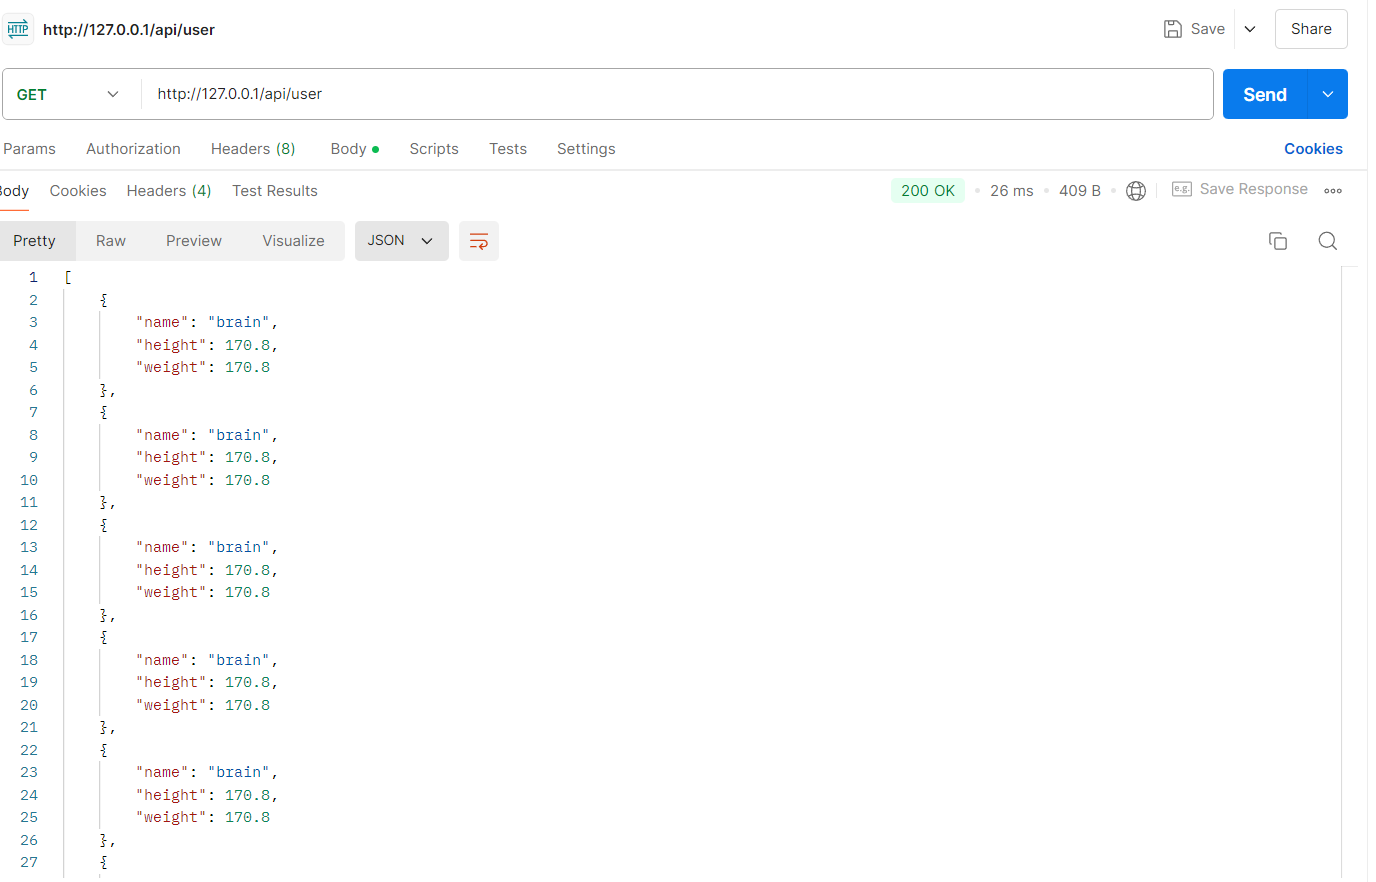 HTTP http://127.0.0.1/api/user Save Share
GET http://127.0.0.1/api/user Send
Params Authorization Headers (8) Body Scripts Tests Settings Cookies
Body Cookies Headers (4) Test Results 200 OK 26 ms 409 B e.g. Save Response
Pretty Raw Preview Visualize JSON
1 [
2 {
3 "name": "brain",
4 "height": 170.8,
5 "weight": 170.8
6 },
7 {
8 "name": "brain",
9 "height": 170.8,
10 "weight": 170.8
11 },
12 {
13 "name": "brain",
14 "height": 170.8,
15 "weight": 170.8
16 },
17 {
18 "name": "brain",
19 "height": 170.8,
20 "weight": 170.8
21 },
22 {
23 "name": "brain",
24 "height": 170.8,
25 "weight": 170.8
26 },
27 {